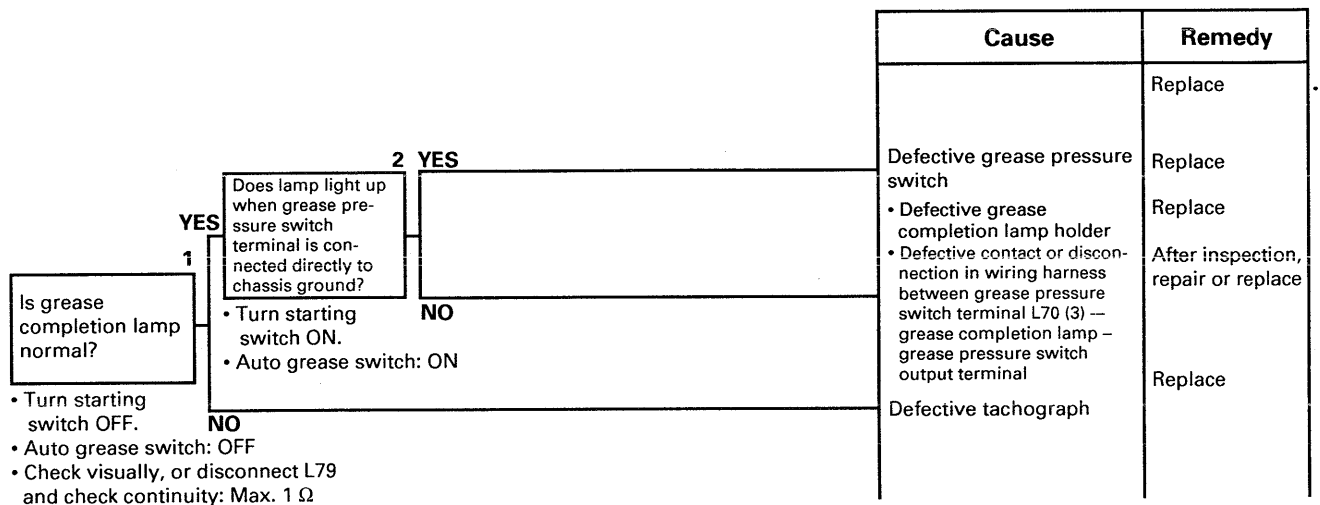 Cause
Remedy
Replace
2 YES
Does lamp light up
when grease pre-
ssure switch
terminal is con-
nected directly to
chassis ground?
Defective grease pressure
switch
Replace
YES
1
• Defective grease
completion lamp holder
Replace
• Defective contact or discon-
nection in wiring harness
between grease pressure
switch terminal L70 (3) —
grease completion lamp –
grease pressure switch
output terminal
After inspection,
repair or replace
Is grease
completion lamp
normal?
• Turn starting
switch ON.
• Auto grease switch: ON
NO
Replace
• Turn starting
switch OFF.
• Auto grease switch: OFF
• Check visually, or disconnect L79
and check continuity: Max. 1 Ω
NO
Defective tachograph